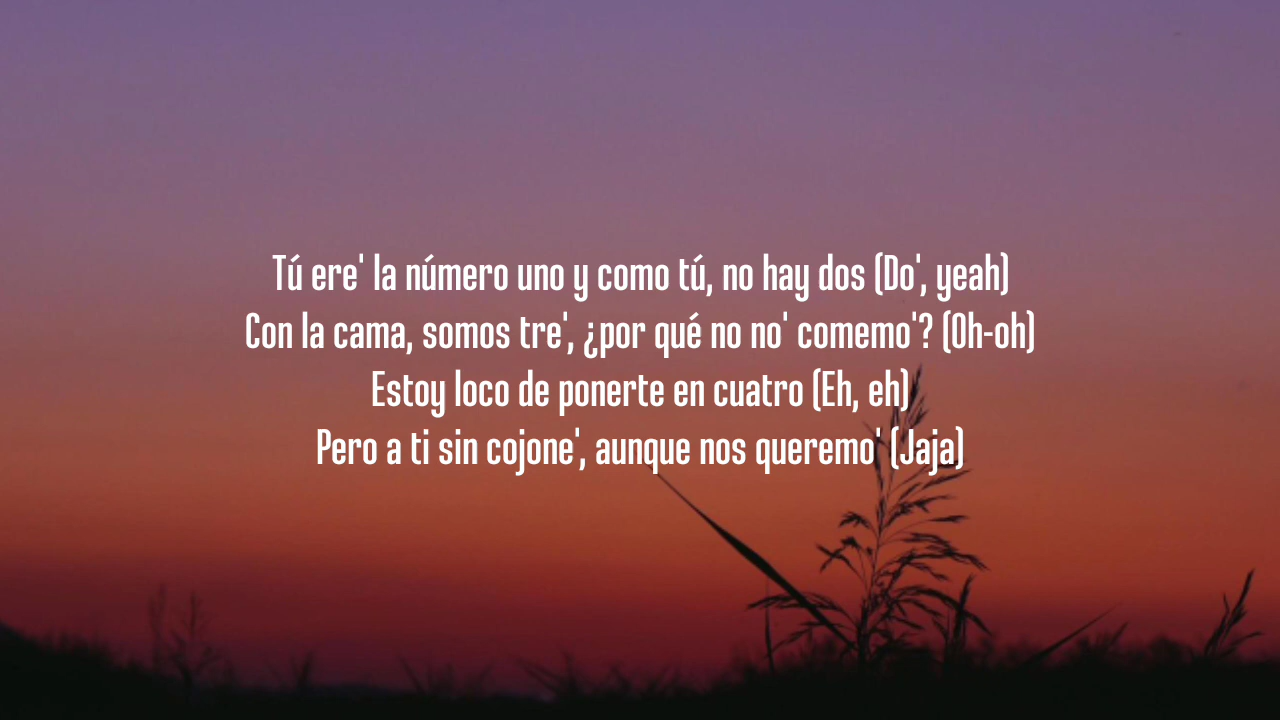 Tú ere' la número uno y como tú, no hay dos (Do', yeah)
Con la cama, somos tre', ¿por qué no no' comemo'? (Oh-oh)
Estoy loco de ponerte en cuatro (Eh, eh)
Pero a ti sin cojone', aunque nos queremo' (Jaja)